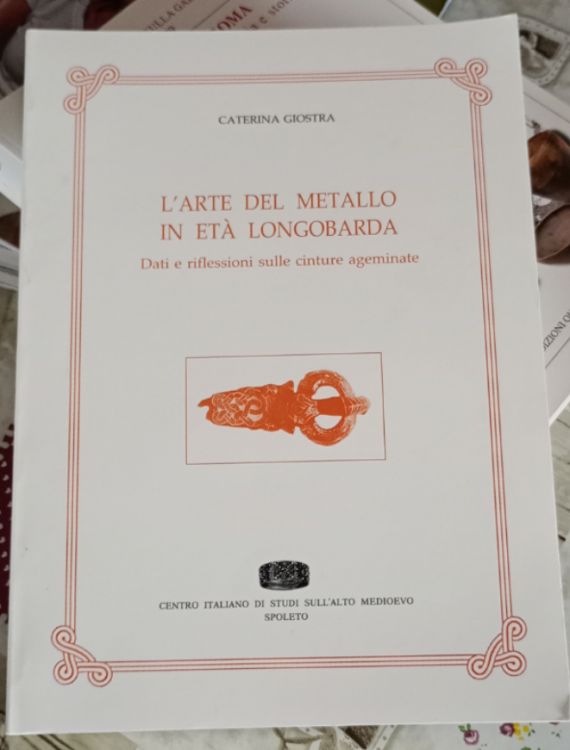 ROMA
CATERINA GIOSTRA
L'ARTE DEL METALLO
IN ETÀ LONGOBARDA
Dati e riflessioni sulle cinture ageminate
CENTRO ITALIANO DI STUDI SULL'ALTO MEDIOEVO
SPOLETO